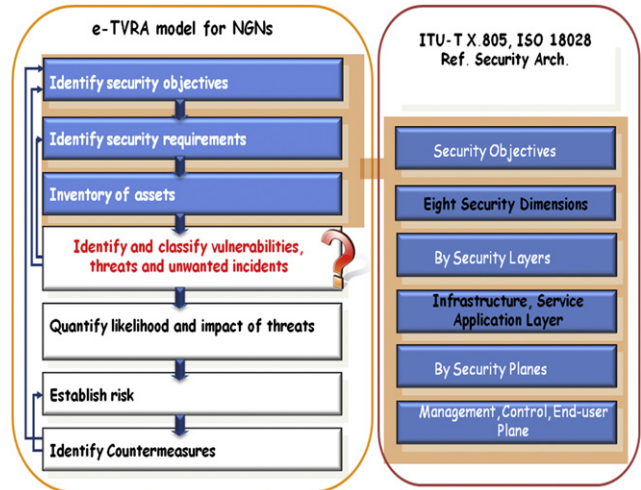 e-TVRA model for NGNs
Identify security objectives
Identify security requirements
Inventory of assets
Identify and classify vulnerabilities,
threats and unwanted incidents
?
Quantify likelihood and impact of threats
Establish risk
Identify Countermeasures
ITU-T X.805, ISO 18028
Ref. Security Arch.
Security Objectives
Eight Security Dimensions
By Security Layers
Infrastructure, Service
Application Layer
By Security Planes
Management,Control,End-user
Plane